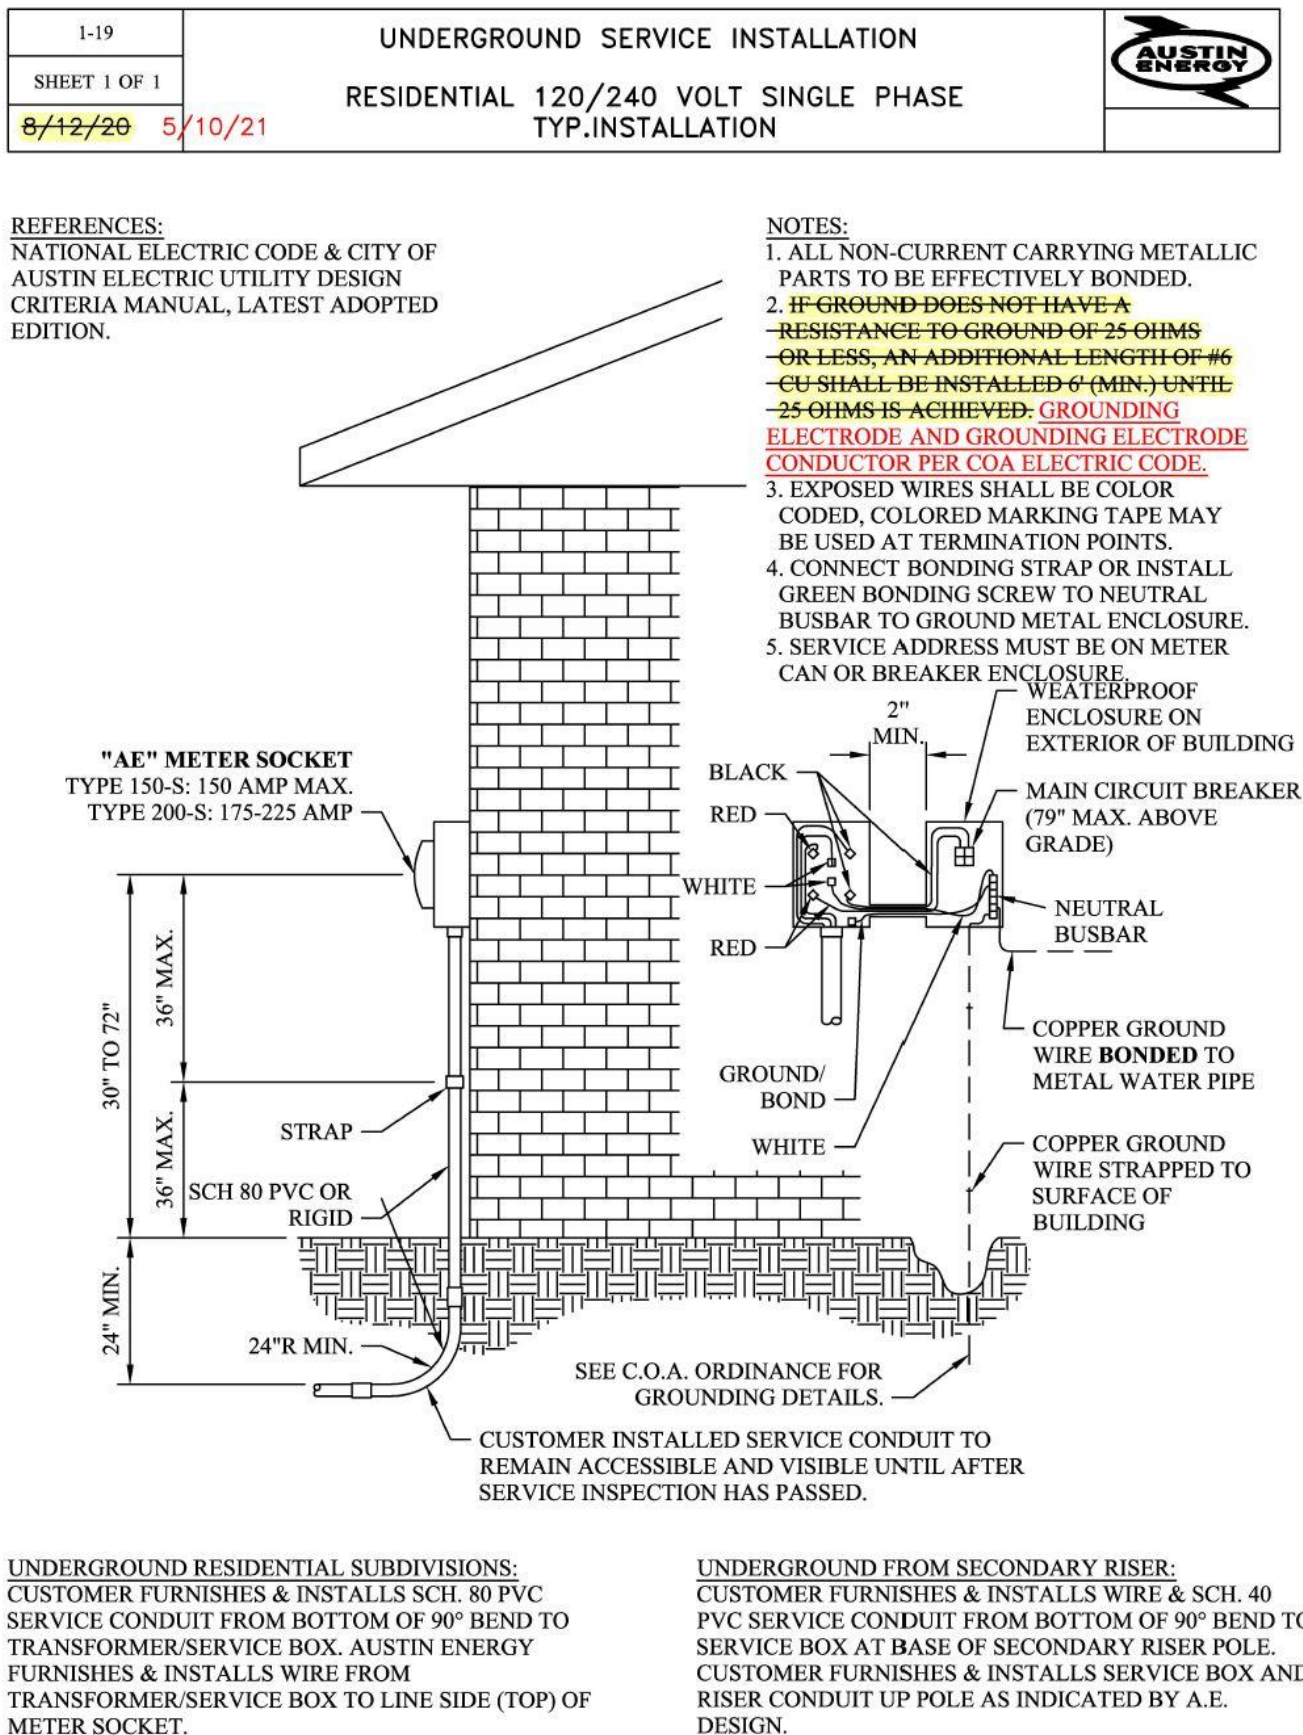 1-19
SHEET 1 OF 1
8/12/20 5/10/21
UNDERGROUND SERVICE INSTALLATION
RESIDENTIAL 120/240 VOLT SINGLE PHASE
TYP.INSTALLATION
AUSTIN
ENERGY
REFERENCES:
NATIONAL ELECTRIC CODE & CITY OF
AUSTIN ELECTRIC UTILITY DESIGN
CRITERIA MANUAL, LATEST ADOPTED
EDITION.
NOTES:
1. ALL NON-CURRENT CARRYING METALLIC
PARTS TO BE EFFECTIVELY BONDED.
2. IF GROUND DOES NOT HAVE A
RESISTANCE TO GROUND OF 25 OHMS
OR LESS, AN ADDITIONAL LENGTH OF #6
CU SHALL BE INSTALLED 6' (MIN.) UNTIL
25 OHMS IS ACHIEVED. GROUNDING
ELECTRODE AND GROUNDING ELECTRODE
CONDUCTOR PER COA ELECTRIC CODE.
3. EXPOSED WIRES SHALL BE COLOR
CODED, COLORED MARKING TAPE MAY
BE USED AT TERMINATION POINTS.
4. CONNECT BONDING STRAP OR INSTALL
GREEN BONDING SCREW TO NEUTRAL
BUSBAR TO GROUND METAL ENCLOSURE.
5. SERVICE ADDRESS MUST BE ON METER
CAN OR BREAKER ENCLOSURE.
WEATERPROOF
ENCLOSURE ON
EXTERIOR OF BUILDING
2"
MIN.
"AE" METER SOCKET
TYPE 150-S: 150 AMP MAX.
TYPE 200-S: 175-225 AMP
BLACK
RED
WHITE
RED
MAIN CIRCUIT BREAKER
(79" MAX. ABOVE
GRADE)
NEUTRAL
BUSBAR
36" MAX.
30" TO 72"
36" MAX.
24" MIN.
STRAP
SCH 80 PVC OR
RIGID
24"R MIN.
GROUND/
BOND
WHITE
COPPER GROUND
WIRE BONDED TO
METAL WATER PIPE
COPPER GROUND
WIRE STRAPPED TO
SURFACE OF
BUILDING
SEE C.O.A. ORDINANCE FOR
GROUNDING DETAILS.
CUSTOMER INSTALLED SERVICE CONDUIT TO
REMAIN ACCESSIBLE AND VISIBLE UNTIL AFTER
SERVICE INSPECTION HAS PASSED.
UNDERGROUND RESIDENTIAL SUBDIVISIONS:
CUSTOMER FURNISHES & INSTALLS SCH. 80 PVC
SERVICE CONDUIT FROM BOTTOM OF 90° BEND TO
TRANSFORMER/SERVICE BOX. AUSTIN ENERGY
FURNISHES & INSTALLS WIRE FROM
TRANSFORMER/SERVICE BOX TO LINE SIDE (TOP) OF
METER SOCKET.
UNDERGROUND FROM SECONDARY RISER:
CUSTOMER FURNISHES & INSTALLS WIRE & SCH. 40
PVC SERVICE CONDUIT FROM BOTTOM OF 90° BEND TO
SERVICE BOX AT BASE OF SECONDARY RISER POLE.
CUSTOMER FURNISHES & INSTALLS SERVICE BOX AND
RISER CONDUIT UP POLE AS INDICATED BY A.E.
DESIGN.